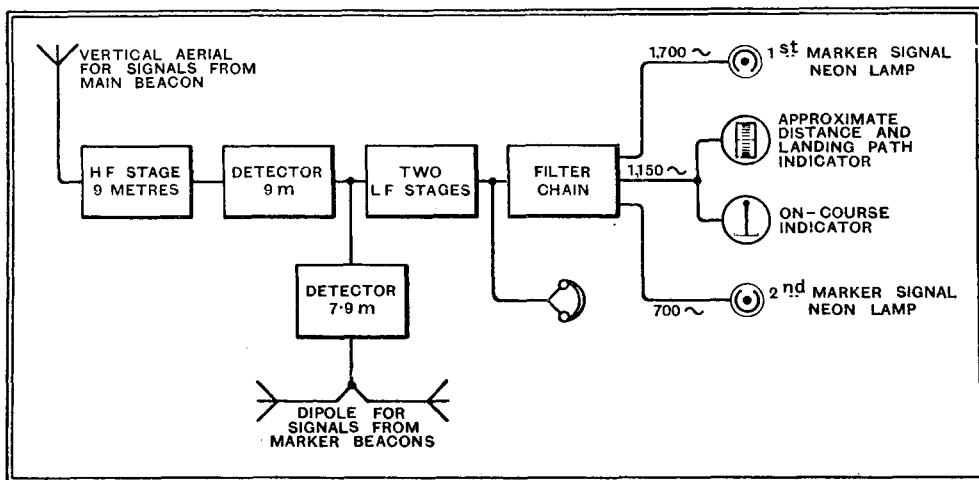 VERTICAL AERIAL
FOR SIGNALS FROM
MAIN BEACON
HF STAGE
9 METRES
DETECTOR
9 m
TWO
LF STAGES
FILTER
CHAIN
1,700 ~
1st MARKER SIGNAL
NEON LAMP
APPROXIMATE
DISTANCE AND
LANDING PATH
INDICATOR
1,150 ~
ON-COURSE
INDICATOR
700 ~
2nd MARKER SIGNAL
NEON LAMP
DETECTOR
7·9 m
DIPOLE FOR
SIGNALS FROM
MARKER BEACONS